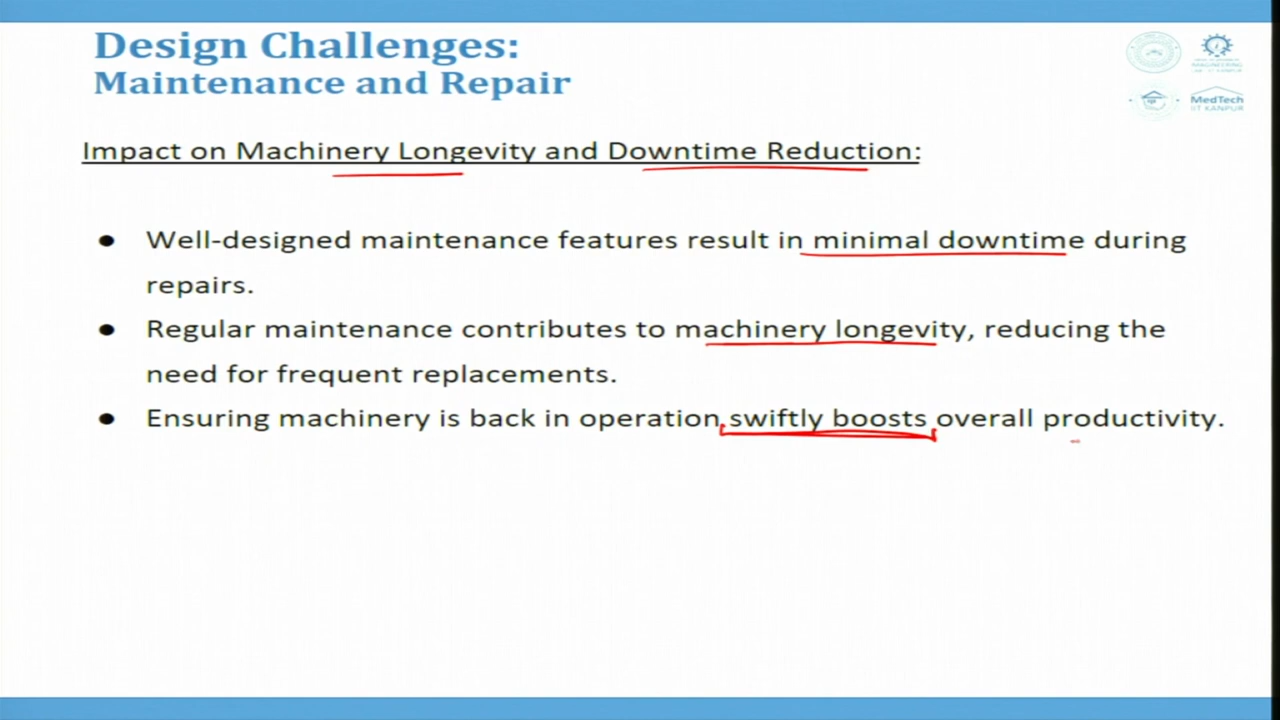 Design Challenges:
Maintenance and Repair
MedTech
IIT KANPUR
Impact on Machinery Longevity and Downtime Reduction:
● Well-designed maintenance features result in minimal downtime during
repairs.
● Regular maintenance contributes to machinery longevity, reducing the
need for frequent replacements.
● Ensuring machinery is back in operation swiftly boosts overall productivity.